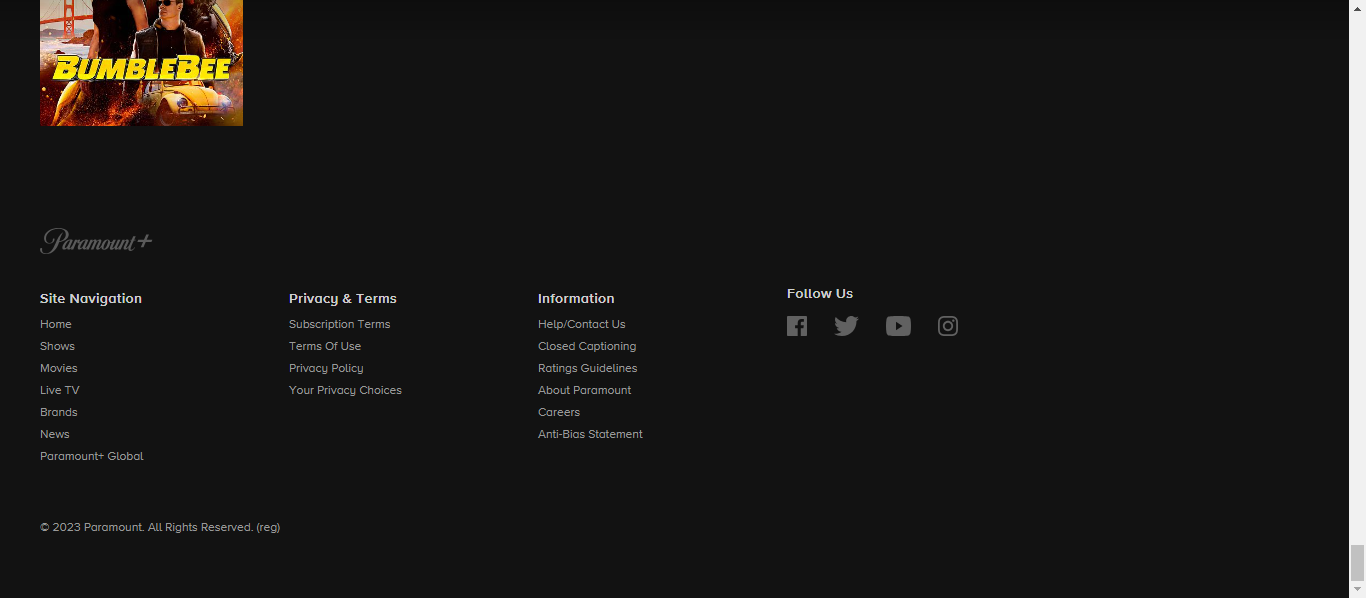 BUMBLEBEE
Paramount+
Site Navigation
Home
Shows
Movies
Live TV
Brands
News
Paramount+ Global
Privacy & Terms
Subscription Terms
Terms Of Use
Privacy Policy
Your Privacy Choices
Information
Help/Contact Us
Closed Captioning
Ratings Guidelines
About Paramount
Careers
Anti-Bias Statement
Follow Us
© 2023 Paramount. All Rights Reserved. (reg)